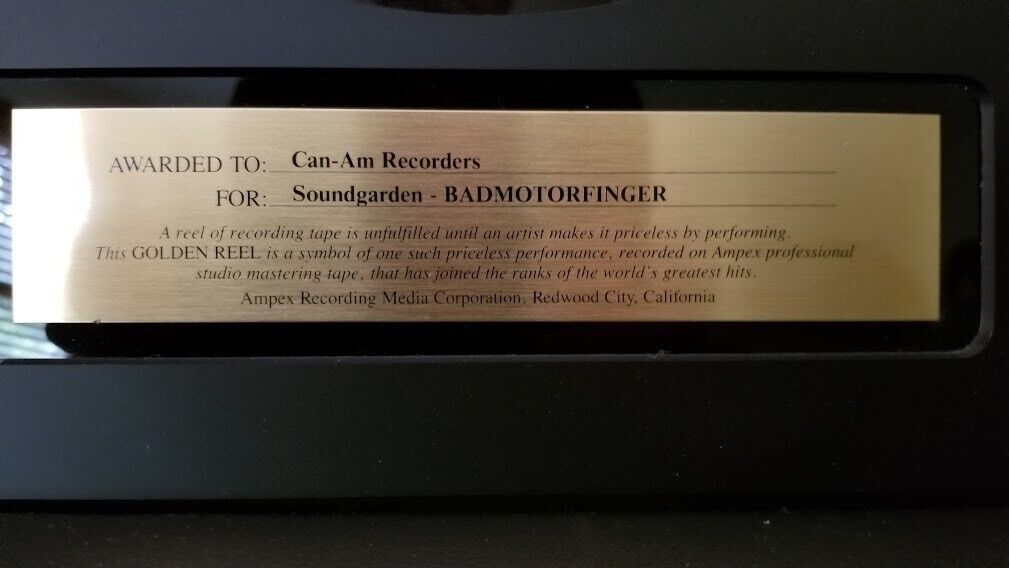 AWARDED TO: Can-Am Recorders
FOR: Soundgarden - BADMOTORFINGER
A reel of recording tape is unfulfilled until an artist makes it priceless by performing.
This GOLDEN REEL is a symbol of one such priceless performance, recorded on Ampex professional
studio mastering tape, that has joined the ranks of the world's greatest hits.
Ampex Recording Media Corporation, Redwood City, California